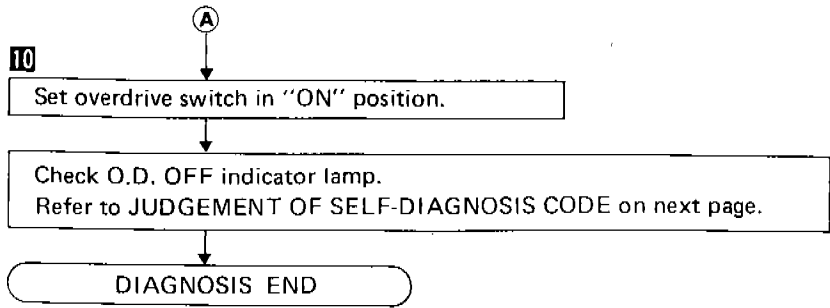 A
10
Set overdrive switch in "ON" position.
Check O.D. OFF indicator lamp.
Refer to JUDGEMENT OF SELF-DIAGNOSIS CODE on next page.
DIAGNOSIS END